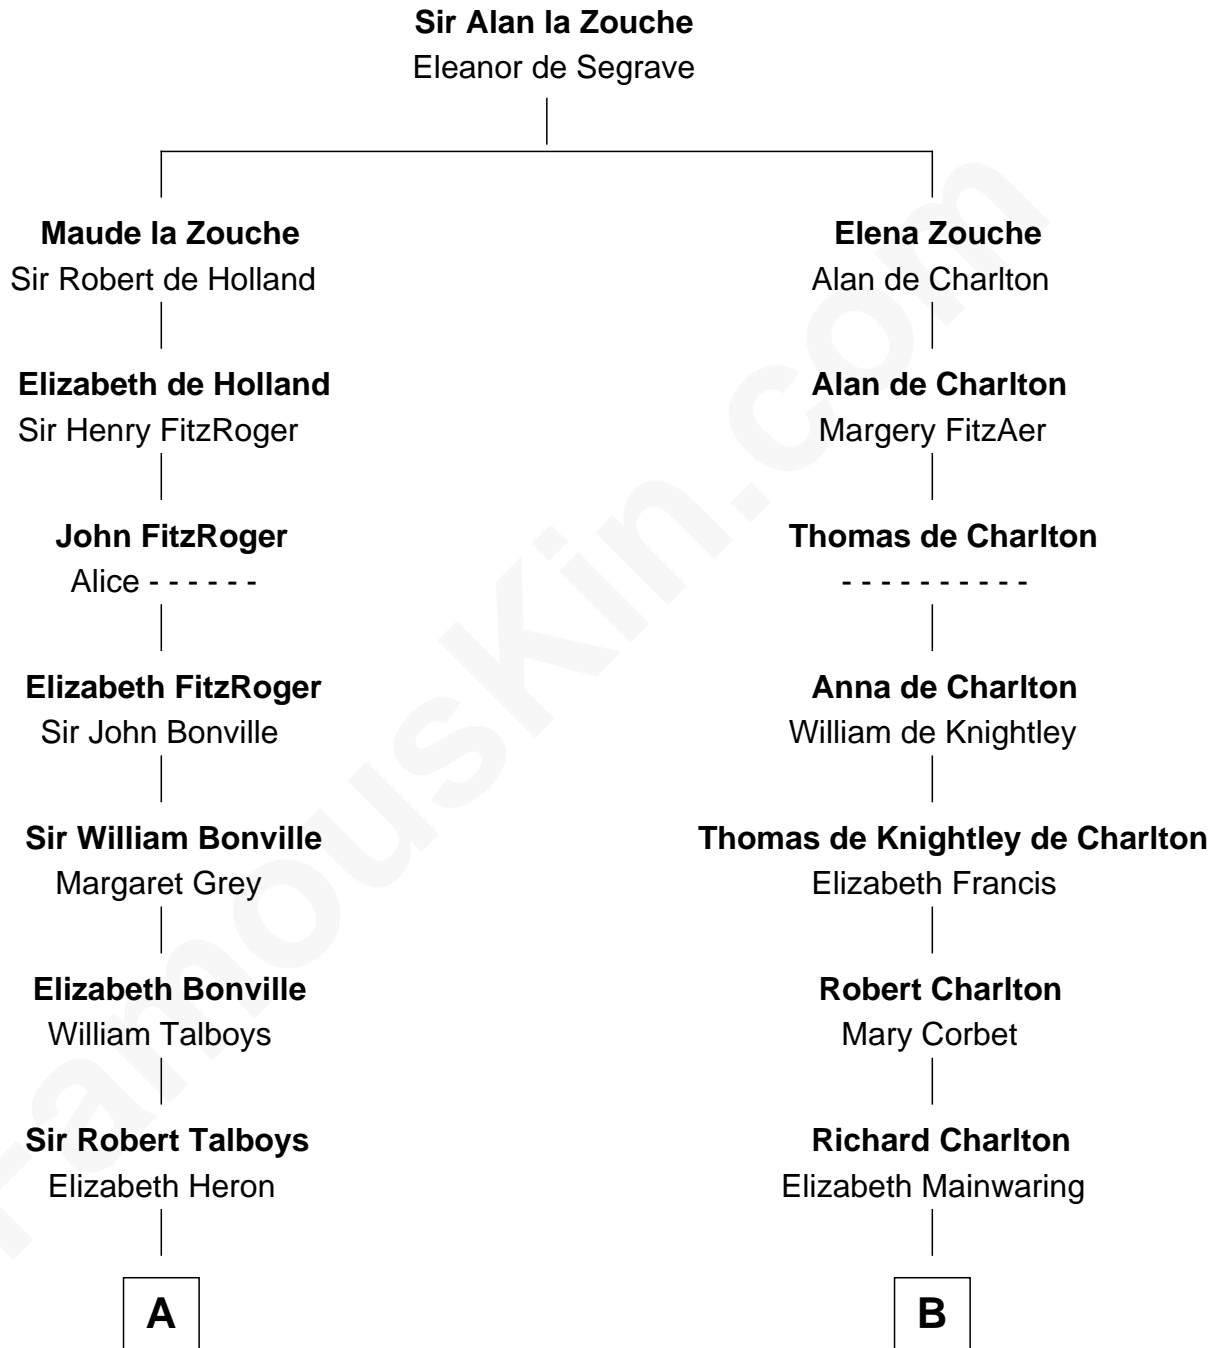 Sir Alan la Zouche
Eleanor de Segrave
Maude la Zouche
Sir Robert de Holland
Elena Zouche
Alan de Charlton
Elizabeth de Holland
Sir Henry FitzRoger
Alan de Charlton
Margery FitzAer
John FitzRoger
Alice - - - - - -
Thomas de Charlton
- - - - - - - - - -
Elizabeth FitzRoger
Sir John Bonville
Anna de Charlton
William de Knightley
Sir William Bonville
Margaret Grey
Thomas de Knightley de Charlton
Elizabeth Francis
Elizabeth Bonville
William Talboys
Robert Charlton
Mary Corbet
Sir Robert Talboys
Elizabeth Heron
Richard Charlton
Elizabeth Mainwaring
A
B
FamousKin.com